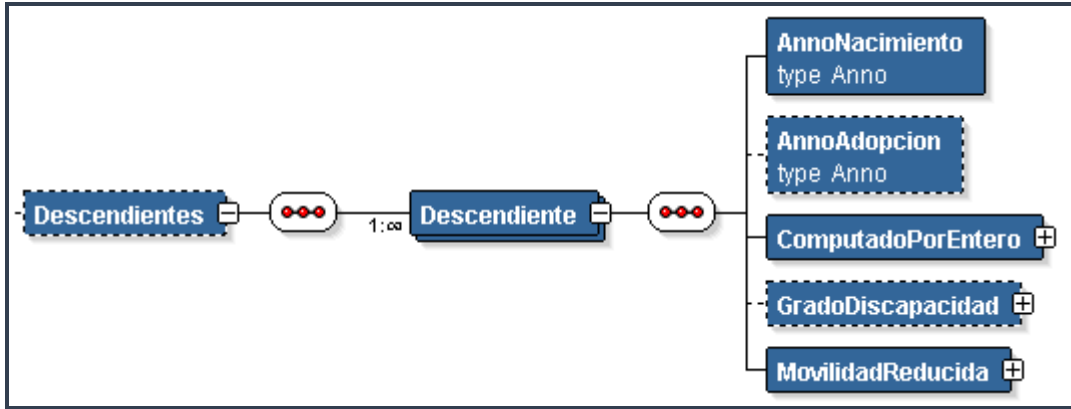 AnnoNacimiento
type Anno
AnnoAdopcion
type Anno
Descendientes
1:∞
Descendiente
ComputadoPorEntero
GradoDiscapacidad
MovilidadReducida